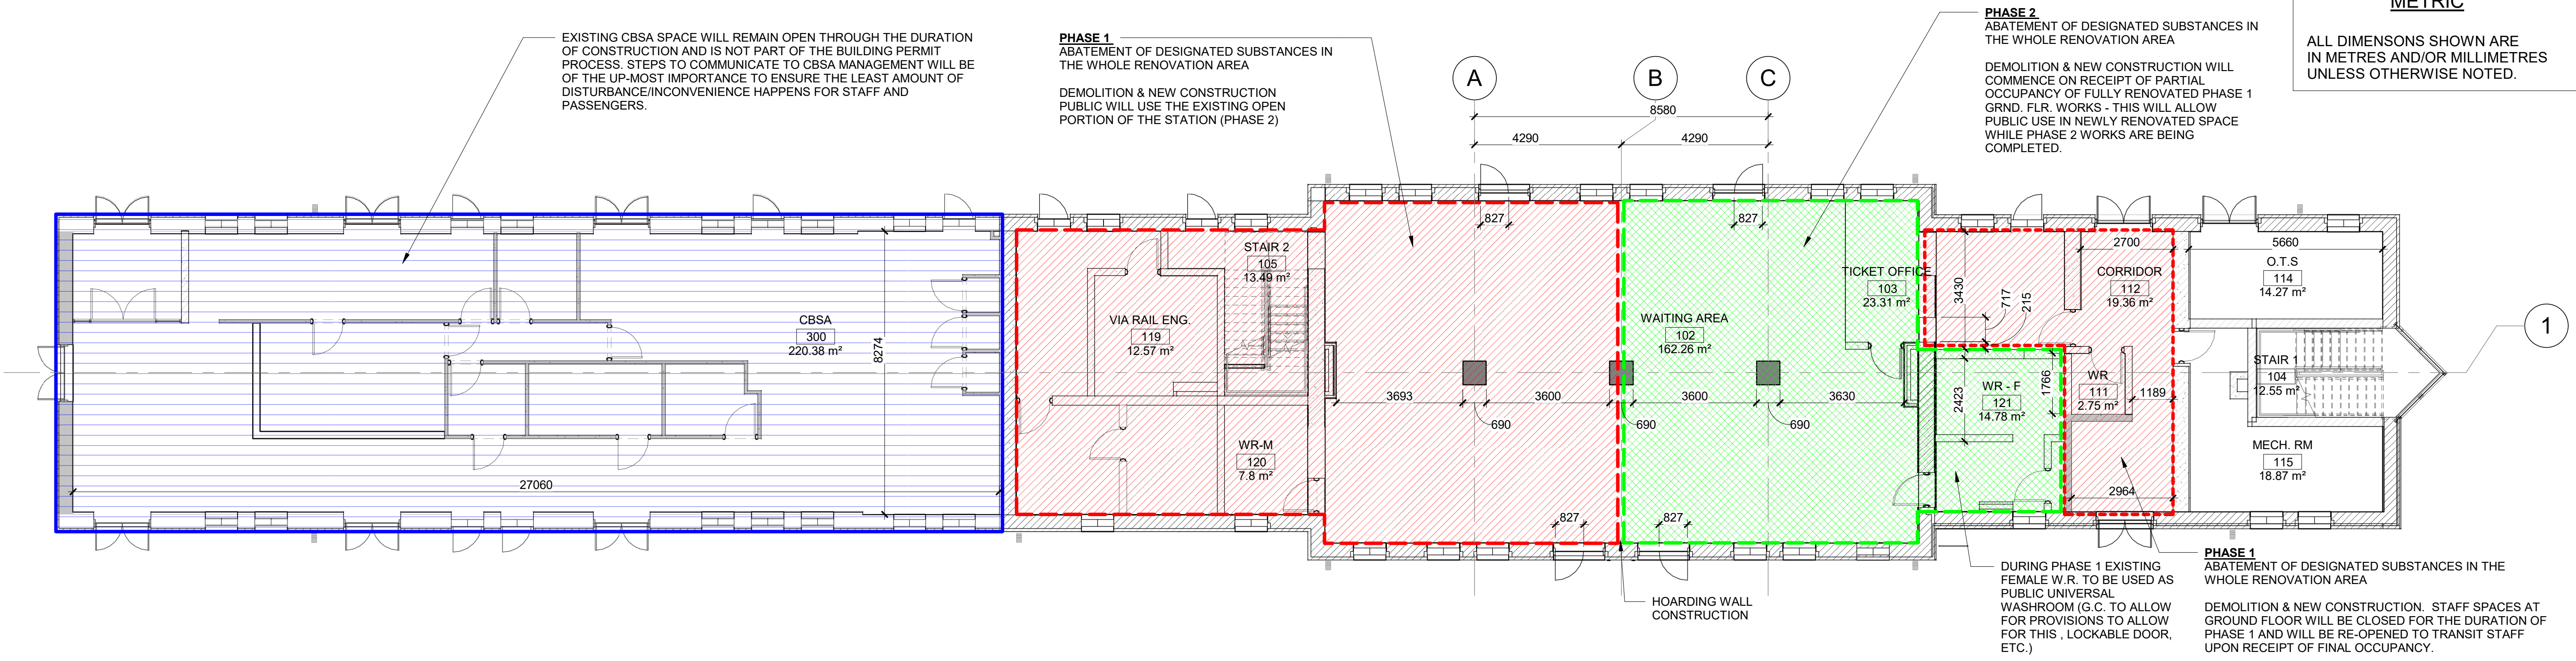 EXISTING CBSA SPACE WILL REMAIN OPEN THROUGH THE DURATION
OF CONSTRUCTION AND IS NOT PART OF THE BUILDING PERMIT
PROCESS. STEPS TO COMMUNICATE TO CBSA MANAGEMENT WILL BE
OF THE UP-MOST IMPORTANCE TO ENSURE THE LEAST AMOUNT OF
DISTURBANCE/INCONVENIENCE HAPPENS FOR STAFF AND
PASSENGERS.
PHASE 1
ABATEMENT OF DESIGNATED SUBSTANCES IN
THE WHOLE RENOVATION AREA
DEMOLITION & NEW CONSTRUCTION
PUBLIC WILL USE THE EXISTING OPEN
PORTION OF THE STATION (PHASE 2)
PHASE 2
ABATEMENT OF DESIGNATED SUBSTANCES IN
THE WHOLE RENOVATION AREA
DEMOLITION & NEW CONSTRUCTION WILL
COMMENCE ON RECEIPT OF PARTIAL
OCCUPANCY OF FULLY RENOVATED PHASE 1
GRND. FLR. WORKS - THIS WILL ALLOW
PUBLIC USE IN NEWLY RENOVATED SPACE
WHILE PHASE 2 WORKS ARE BEING
COMPLETED.
METRIC
ALL DIMENSONS SHOWN ARE
IN METRES AND/OR MILLIMETRES
UNLESS OTHERWISE NOTED.
A
B
C
8580
4290
4290
827
827
CBSA
300
220.38 m²
8274
27060
VIA RAIL ENG.
119
12.57 m²
STAIR 2
105
13.49 m²
WR-M
120
7.8 m²
WAITING AREA
102
162.26 m²
TICKET OFFICE
103
23.31 m²
3693
3600
3600
3630
690
690
690
827
827
3430
717
215
2700
CORRIDOR
112
19.36 m²
5660
O.T.S
114
14.27 m²
1
WR - F
121
14.78 m²
2423
1766
WR
111
2.75 m²
1189
STAIR 1
104
12.55 m²
MECH. RM
115
18.87 m²
2964
HOARDING WALL
CONSTRUCTION
DURING PHASE 1 EXISTING
FEMALE W.R. TO BE USED AS
PUBLIC UNIVERSAL
WASHROOM (G.C. TO ALLOW
FOR PROVISIONS TO ALLOW
FOR THIS , LOCKABLE DOOR,
ETC.)
PHASE 1
ABATEMENT OF DESIGNATED SUBSTANCES IN THE
WHOLE RENOVATION AREA
DEMOLITION & NEW CONSTRUCTION. STAFF SPACES AT
GROUND FLOOR WILL BE CLOSED FOR THE DURATION OF
PHASE 1 AND WILL BE RE-OPENED TO TRANSIT STAFF
UPON RECEIPT OF FINAL OCCUPANCY.